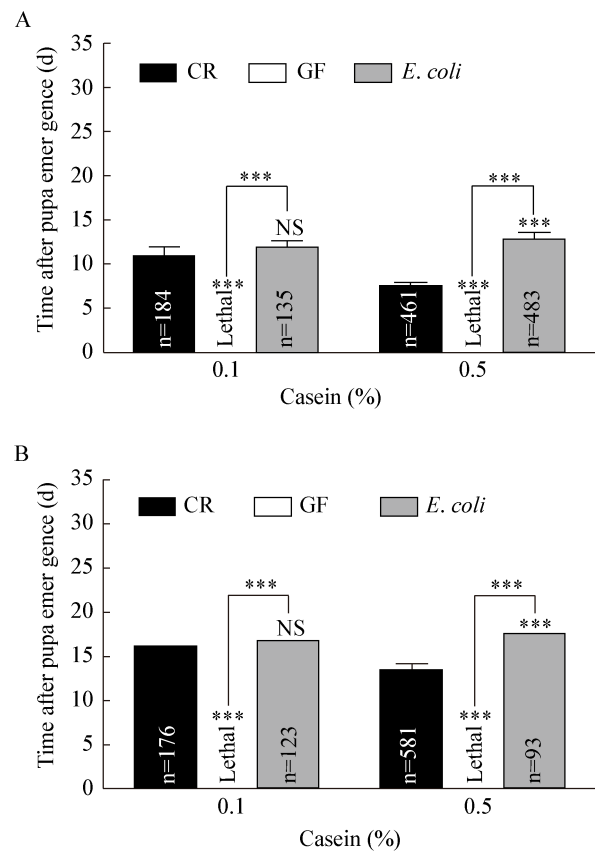 A
35
30
25
20
15
10
5
0
Time after pupa emer gence (d)
CR GF E. coli
***
NS
***
n=184
Lethal
n=135
***
***
***
n=461
Lethal
n=483
0.1 0.5
Casein (%)
B
35
30
25
20
15
10
5
0
Time after pupa emer gence (d)
CR GF E. coli
***
NS
***
n=176
Lethal
n=123
***
***
***
n=581
Lethal
n=93
0.1 0.5
Casein (%)